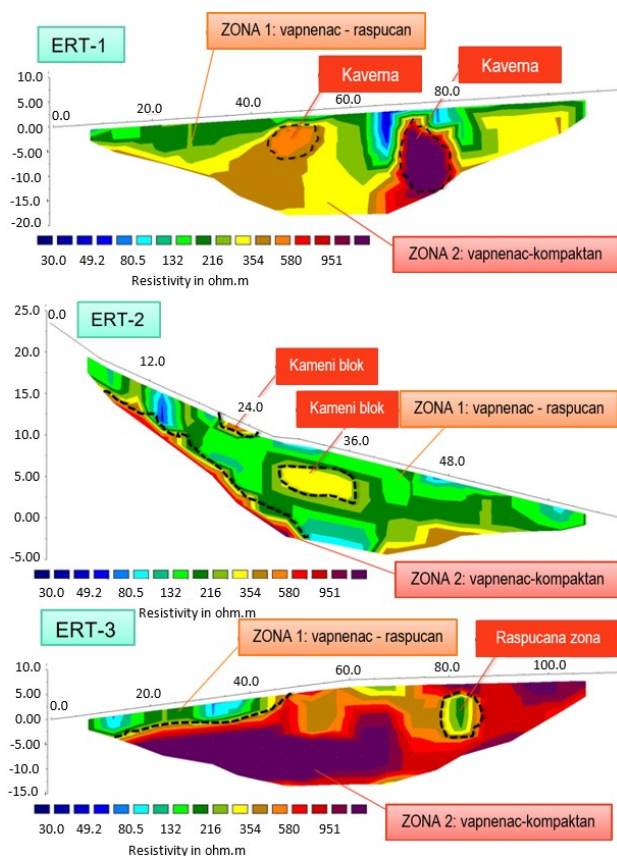 ERT-1
ZONA 1: vapnenac - raspucan
Kaverna
Kaverna
10.0
5.0
0.00
-5.00
-10.0
-15.0
-20.0
0.0
20.0
40.0
60.0
80.0
30.0 49.2 80.5 132 216 354 580 951
Resistivity in ohm.m
ZONA 2: vapnenac-kompaktan
ERT-2
25.0
20.0
15.0
10.0
5.00
0.00
-5.00
0.0
12.0
24.0
36.0
48.0
Kameni blok
Kameni blok
ZONA 1: vapnenac - raspucan
30.0 49.2 80.5 132 216 354 580 951
Resistivity in ohm.m
ZONA 2: vapnenac-kompaktan
ERT-3
ZONA 1: vapnenac - raspucan
Raspucana zona
10.0
5.0
0.00
-5.00
-10.0
-15.0
0.0
20.0
40.0
60.0
80.0
100.0
ZONA 2: vapnenac-kompaktan
30.0 49.2 80.5 132 216 354 580 951
Resistivity in ohm.m